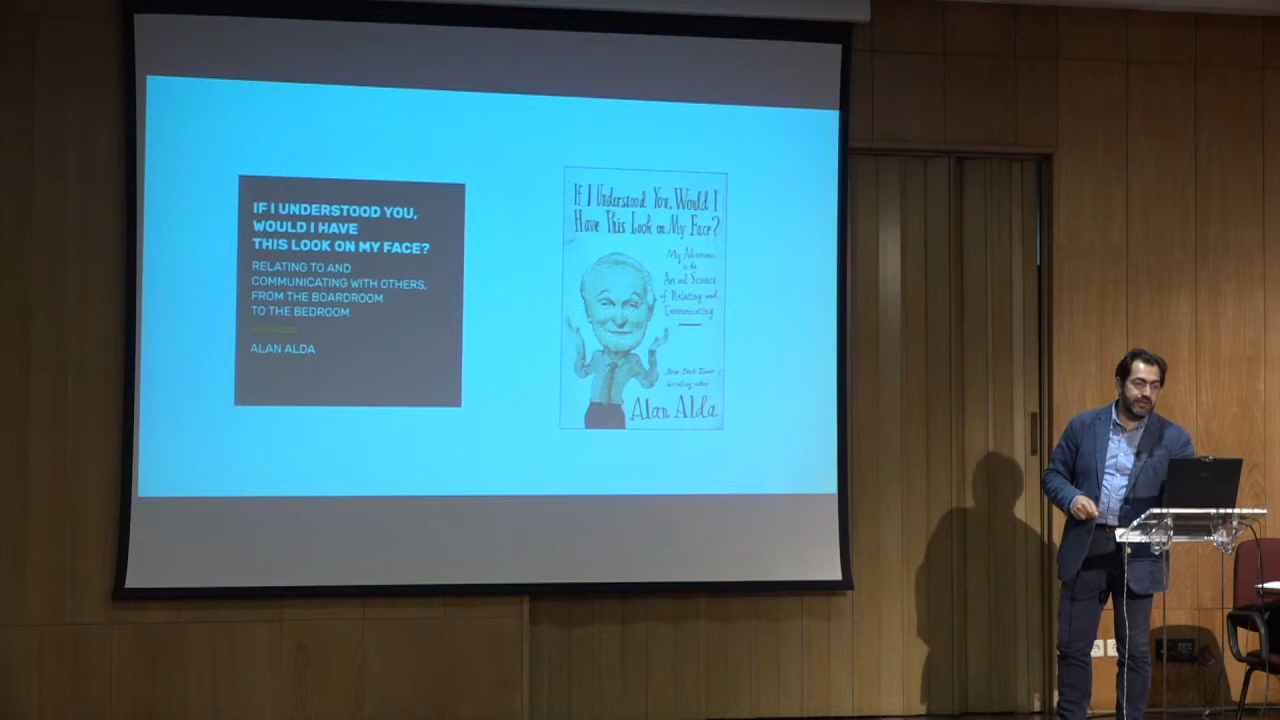 IF I UNDERSTOOD YOU,
WOULD I HAVE
THIS LOOK ON MY FACE?
RELATING TO AND
COMMUNICATING WITH OTHERS,
FROM THE BOARDROOM
TO THE BEDROOM
ALAN ALDA
If I Understood You, Would I
Have This Look on My Face?
My Adventures
in the
Art and Science
of Relating and
Communicating
New York Times
bestselling author
Alan Alda